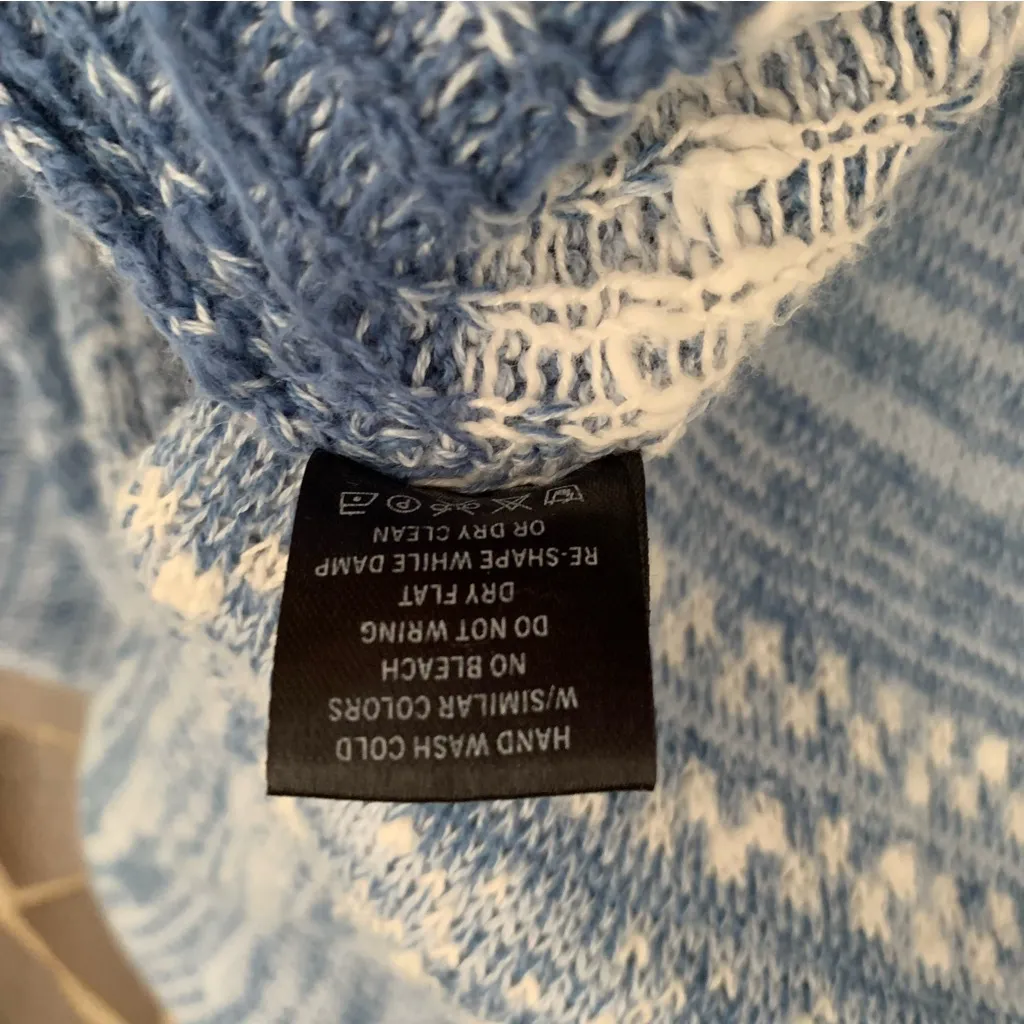 HAND WASH COLD
W/SIMILAR COLORS
NO BLEACH
DO NOT WRING
DRY FLAT
RE-SHAPE WHILE DAMP
OR DRY CLEAN
P